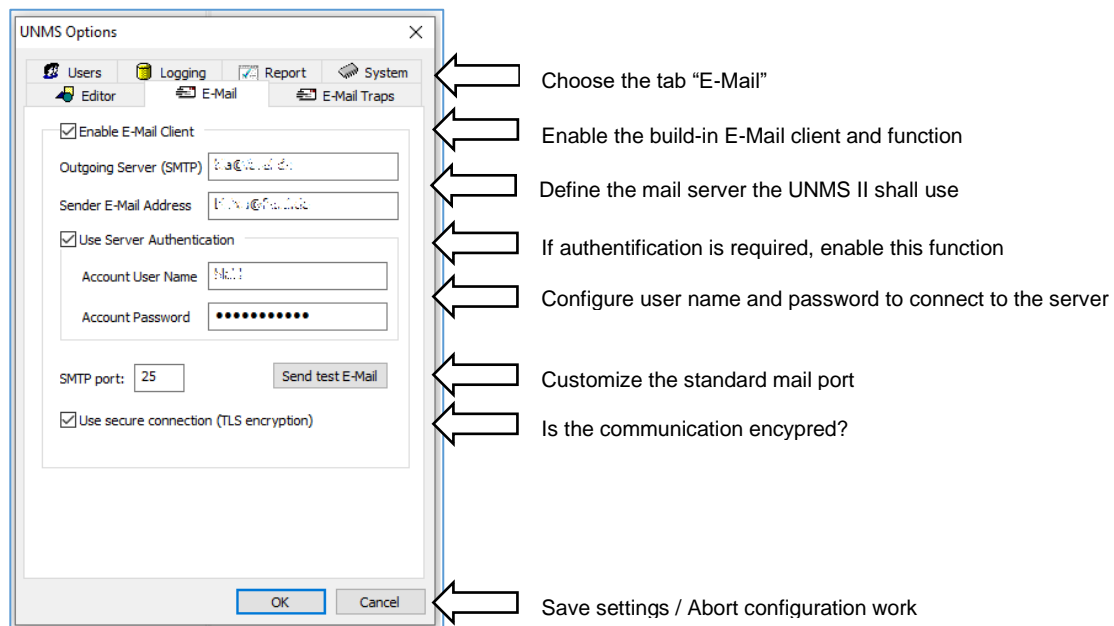 UNMS Options
Users Logging Report System
Choose the tab “E-Mail”
Editor E-Mail E-Mail Traps
Enable E-Mail Client
Enable the build-in E-Mail client and function
Outgoing Server (SMTP)
Define the mail server the UNMS II shall use
Sender E-Mail Address
Use Server Authentication
If authentification is required, enable this function
Account User Name
Configure user name and password to connect to the server
Account Password ●●●●●●●●●●●
SMTP port: 25 Send test E-Mail
Customize the standard mail port
Use secure connection (TLS encryption)
Is the communication encypred?
OK Cancel
Save settings / Abort configuration work